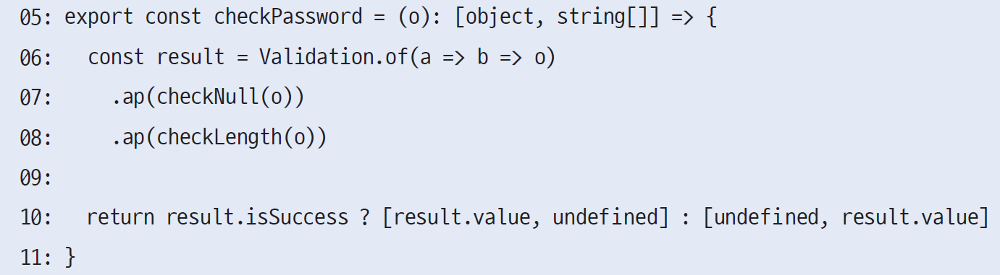 05: export const checkPassword = (o): [object, string[]] => {
06:   const result = Validation.of(a => b => o)
07:     .ap(checkNull(o))
08:     .ap(checkLength(o))
09:
10:   return result.isSuccess ? [result.value, undefined] : [undefined, result.value]
11: }